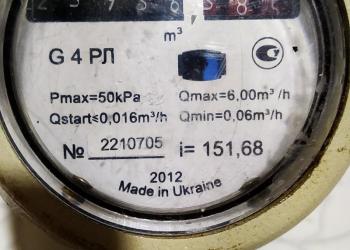 m³
G 4 РЛ
Pmax=50kPa Qmax=6,00m³/h
Qstart≤0,016m³/h Qmin=0,06m³/h
№ 2210705 i= 151,68
2012
Made in Ukraine